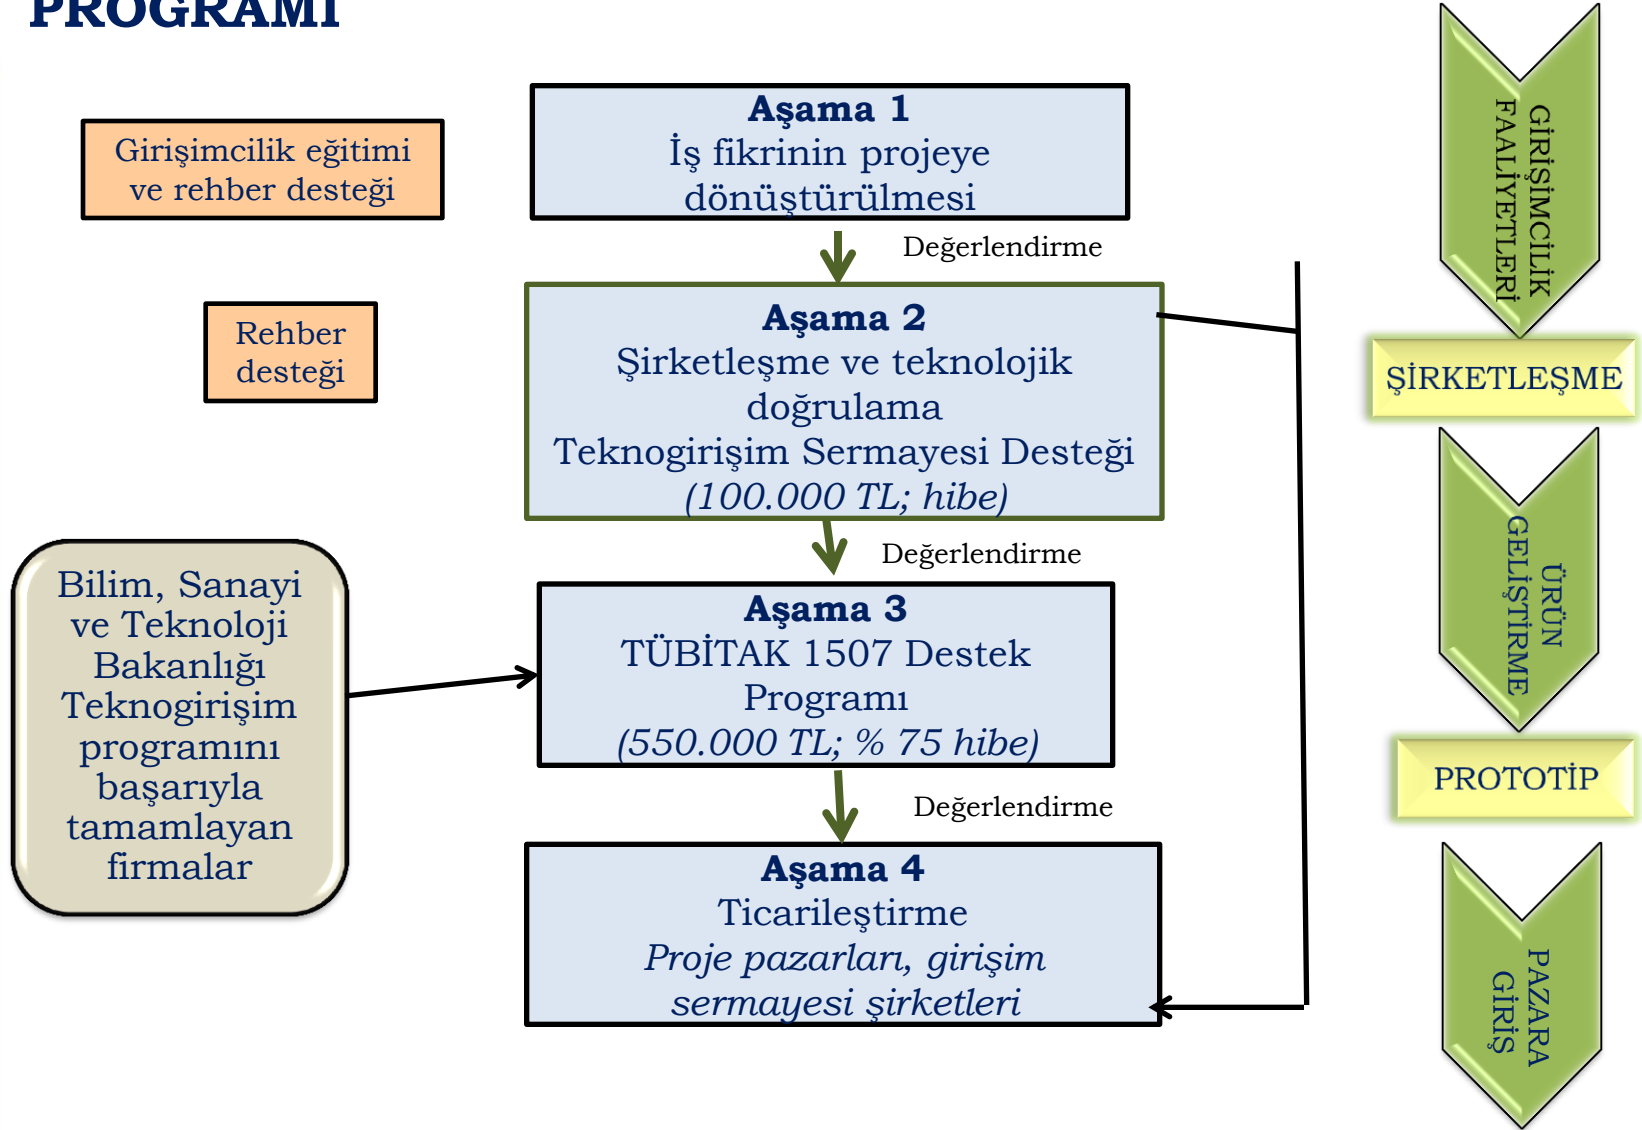 PROGRAMI
Girişimcilik eğitimi
ve rehber desteği
Aşama 1
İş fikrinin projeye
dönüştürülmesi
Değerlendirme
Rehber
desteği
Aşama 2
Şirketleşme ve teknolojik
doğrulama
Teknogirişim Sermayesi Desteği
(100.000 TL; hibe)
Değerlendirme
Bilim, Sanayi
ve Teknoloji
Bakanlığı
Teknogirişim
programını
başarıyla
tamamlayan
firmalar
Aşama 3
TÜBİTAK 1507 Destek
Programı
(550.000 TL; % 75 hibe)
Değerlendirme
Aşama 4
Ticarileştirme
Proje pazarları, girişim
sermayesi şirketleri
GİRİŞİMCİLİK
FAALİYETLERİ
ŞİRKETLEŞME
ÜRÜN
GELİŞTİRME
PROTOTİP
PAZARA
GİRİŞ